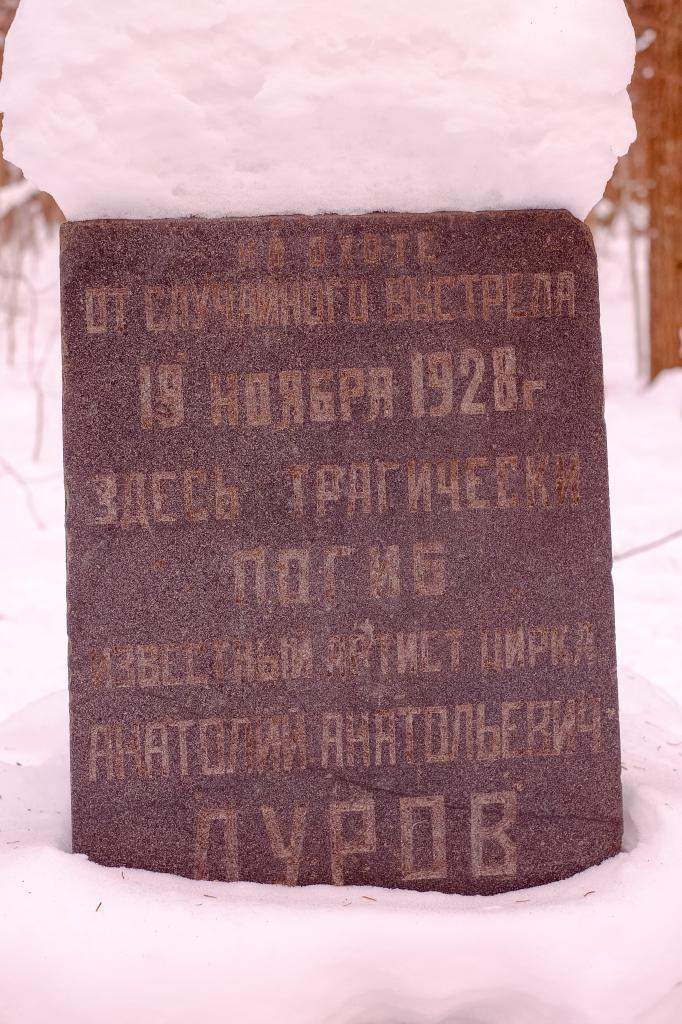 НА ОХОТЕ
ОТ СЛУЧАЙНОГО ВЫСТРЕЛА
19 НОЯБРЯ 1928 г
ЗДЕСЬ ТРАГИЧЕСКИ
ПОГИБ
ИЗВЕСТНЫЙ АРТИСТ ЦИРКА
АНАТОЛИЙ АНАТОЛЬЕВИЧ
ДУРОВ